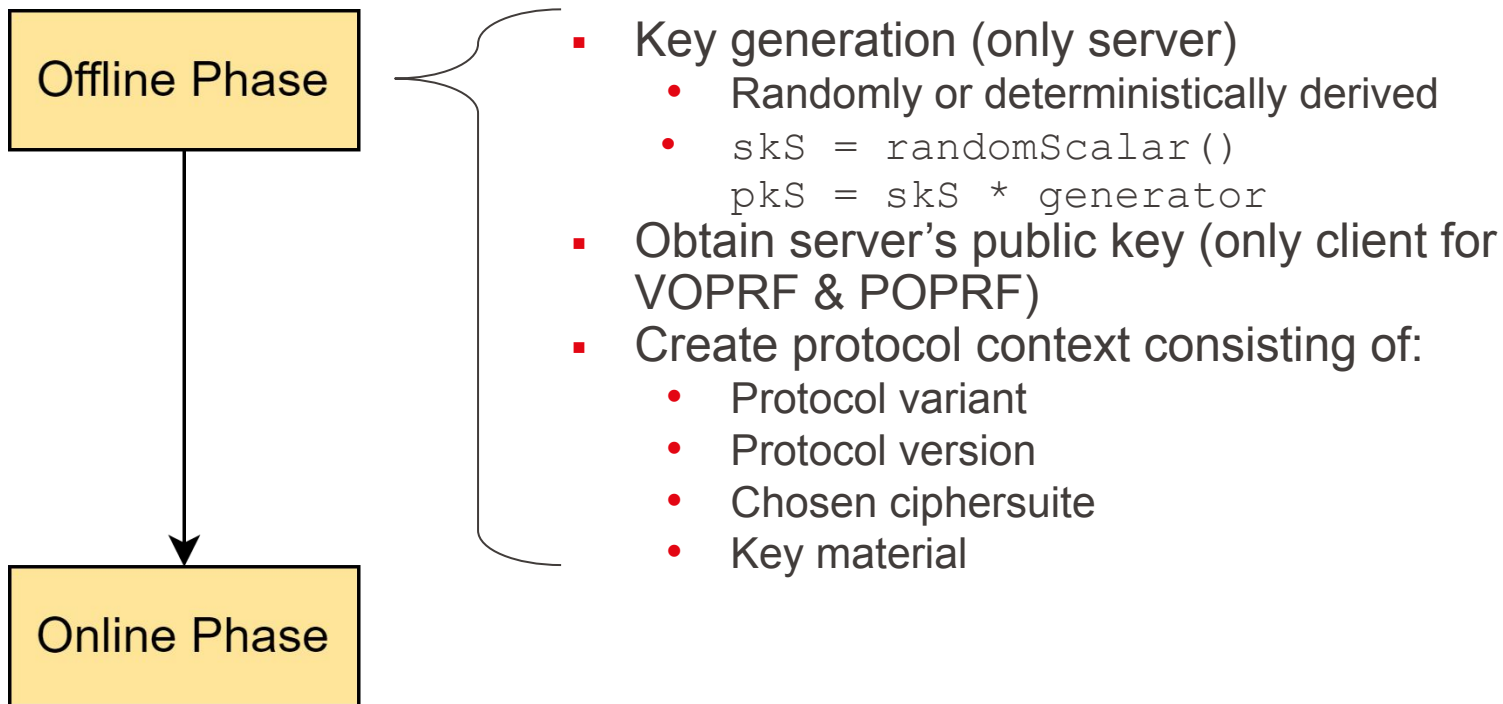 Offline Phase
Key generation (only server)
Randomly or deterministically derived
skS = randomScalar()
pkS = skS * generator
Obtain server’s public key (only client for
VOPRF & POPRF)
Create protocol context consisting of:
Protocol variant
Protocol version
Chosen ciphersuite
Key material
Online Phase